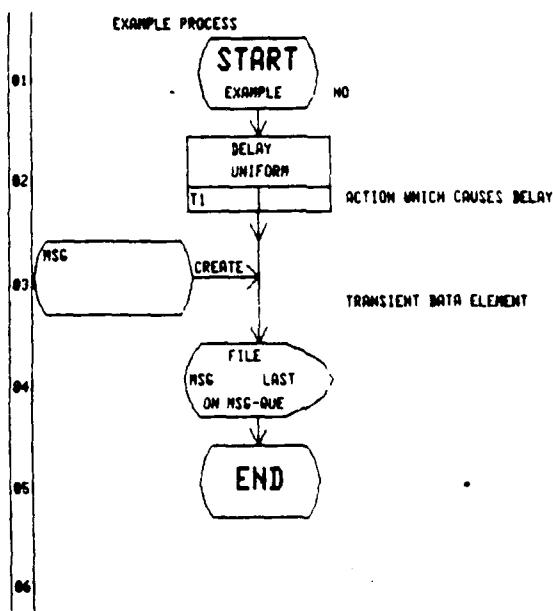 EXAMPLE PROCESS
01
START
EXAMPLE NO
DELAY
UNIFORM
02
T1
ACTION WHICH CAUSES DELAY
MSG
CREATE
03
TRANSIENT DATA ELEMENT
FILE
MSG LAST
04
ON MSG-QUE
END
05
06